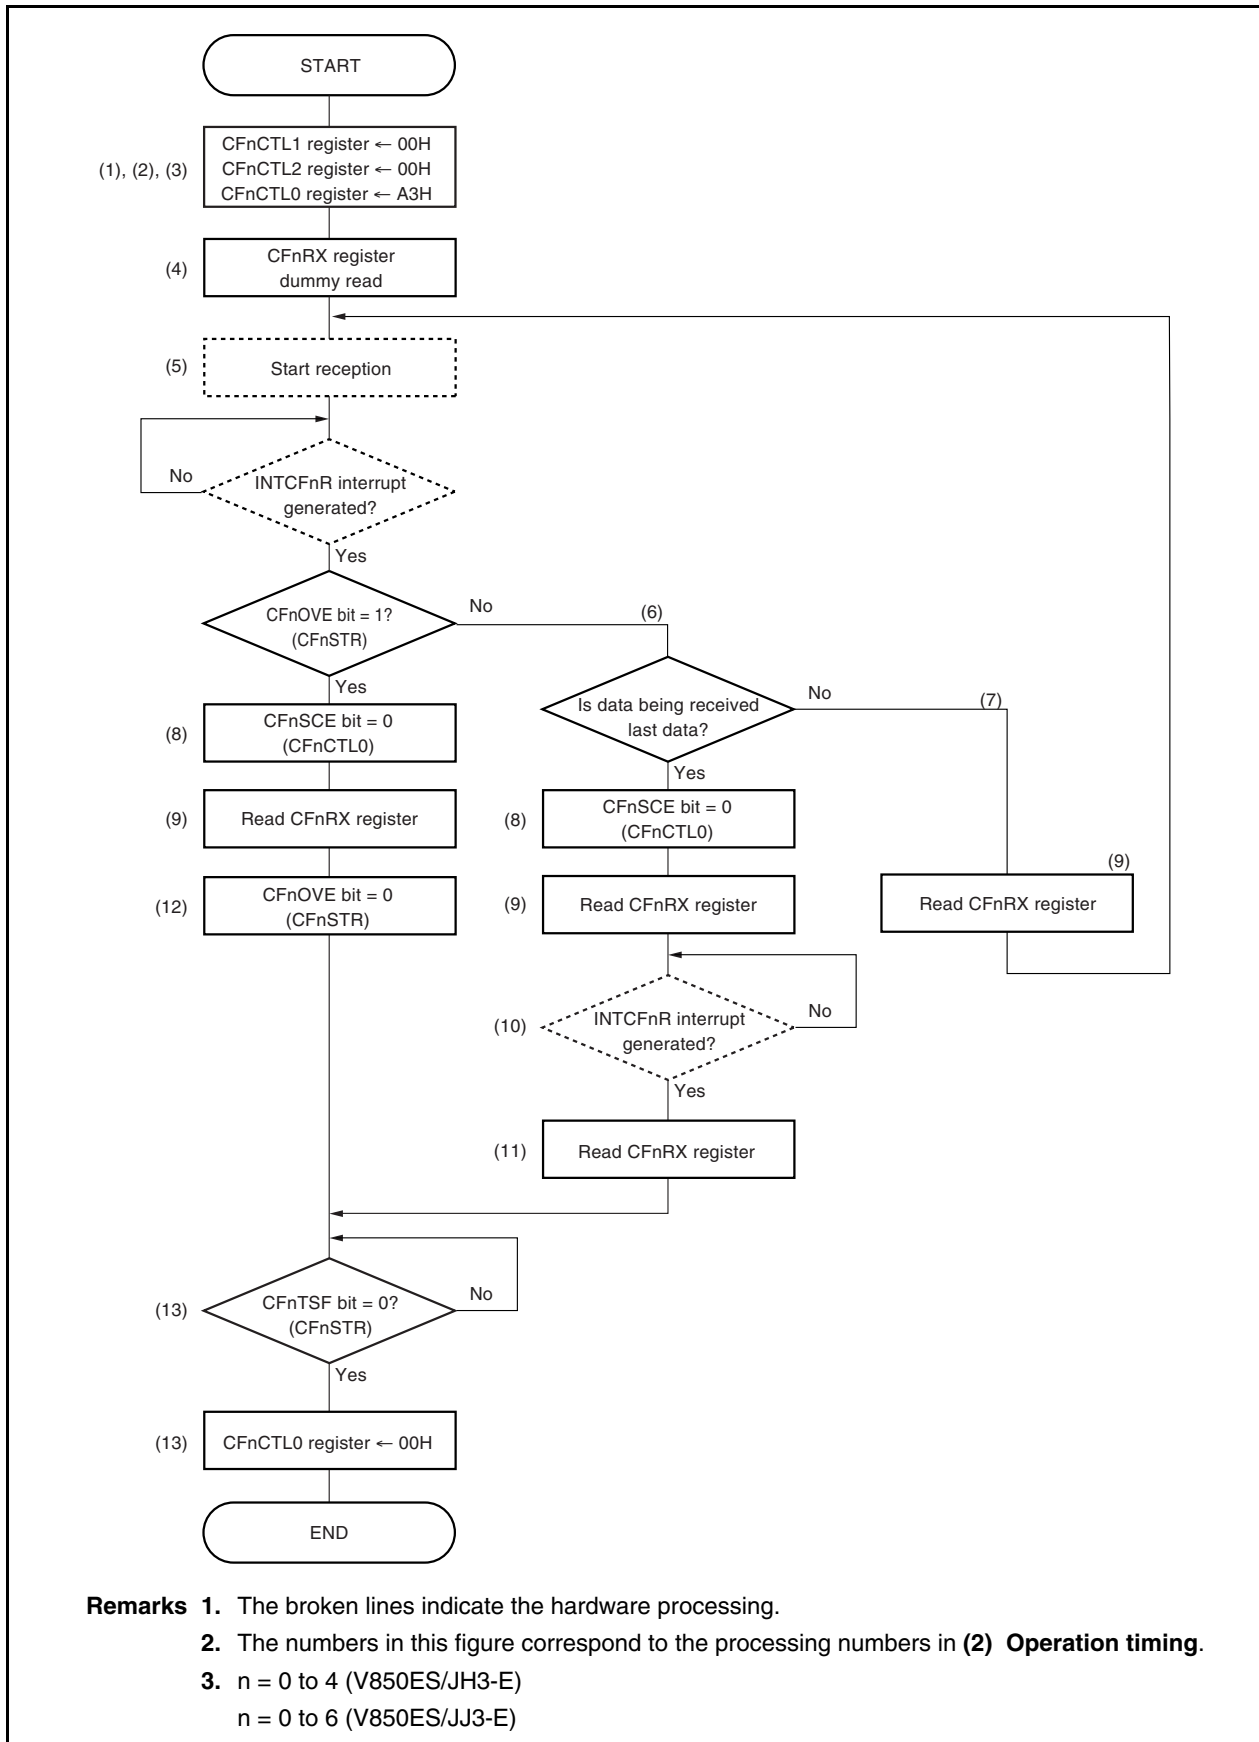 START
(1), (2), (3)
CFnCTL1 register ← 00H
CFnCTL2 register ← 00H
CFnCTL0 register ← A3H
(4)
CFnRX register
dummy read
(5)
Start reception
No
INTCFnR interrupt
generated?
Yes
CFnOVE bit = 1?
(CFnSTR)
No
(6)
Yes
Is data being received
last data?
No
(7)
Yes
(8)
CFnSCE bit = 0
(CFnCTL0)
(8)
CFnSCE bit = 0
(CFnCTL0)
(9)
Read CFnRX register
(9)
Read CFnRX register
(9)
Read CFnRX register
(12)
CFnOVE bit = 0
(CFnSTR)
(10)
INTCFnR interrupt
generated?
No
Yes
(11)
Read CFnRX register
(13)
CFnTSF bit = 0?
(CFnSTR)
No
Yes
(13)
CFnCTL0 register ← 00H
END
Remarks 1. The broken lines indicate the hardware processing.
2. The numbers in this figure correspond to the processing numbers in (2) Operation timing.
3. n = 0 to 4 (V850ES/JH3-E)
n = 0 to 6 (V850ES/JJ3-E)